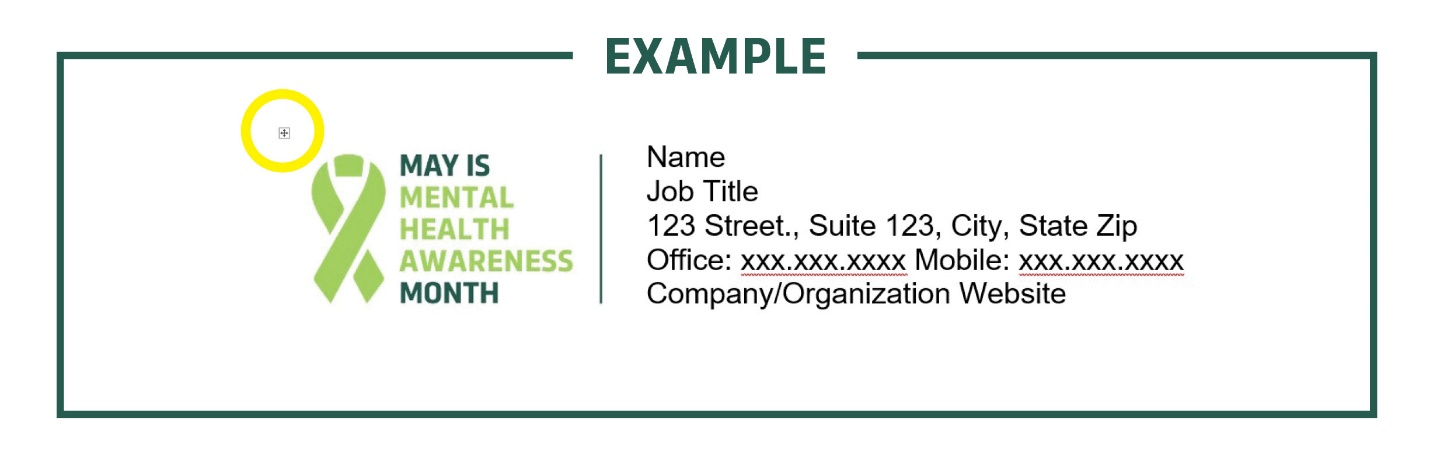 EXAMPLE
MAY IS
MENTAL
HEALTH
AWARENESS
MONTH
Name
Job Title
123 Street., Suite 123, City, State Zip
Office: xxx.xxx.xxxx Mobile: xxx.xxx.xxxx
Company/Organization Website